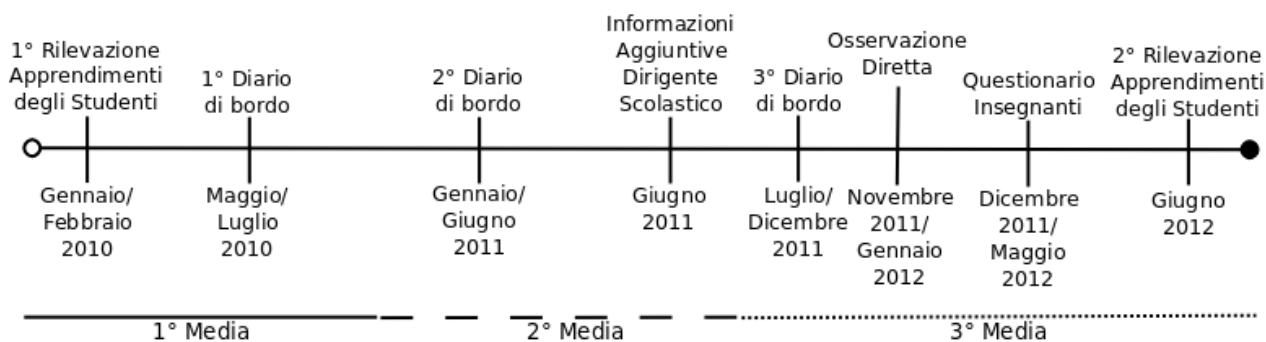 1° Rilevazione
Apprendimenti
degli Studenti
1° Diario
di bordo
2° Diario
di bordo
Informazioni
Aggiuntive
Dirigente
Scolastico
3° Diario
di bordo
Osservazione
Diretta
Questionario
Insegnanti
2° Rilevazione
Apprendimenti
degli Studenti
Gennaio/
Febbraio
2010
Maggio/
Luglio
2010
Gennaio/
Giugno
2011
Giugno
2011
Luglio/
Dicembre
2011
Novembre
2011/
Gennaio
2012
Dicembre
2011/
Maggio
2012
Giugno
2012
1° Media
2° Media
3° Media